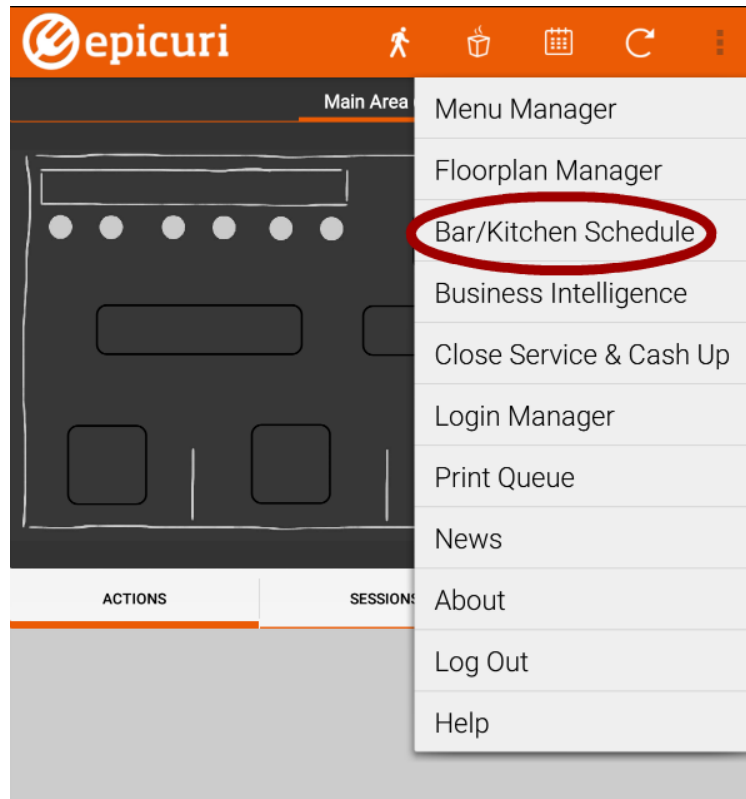 epicuri
Main Area
Menu Manager
Floorplan Manager
Bar/Kitchen Schedule
Business Intelligence
Close Service & Cash Up
Login Manager
Print Queue
News
ACTIONS
SESSIONS
About
Log Out
Help